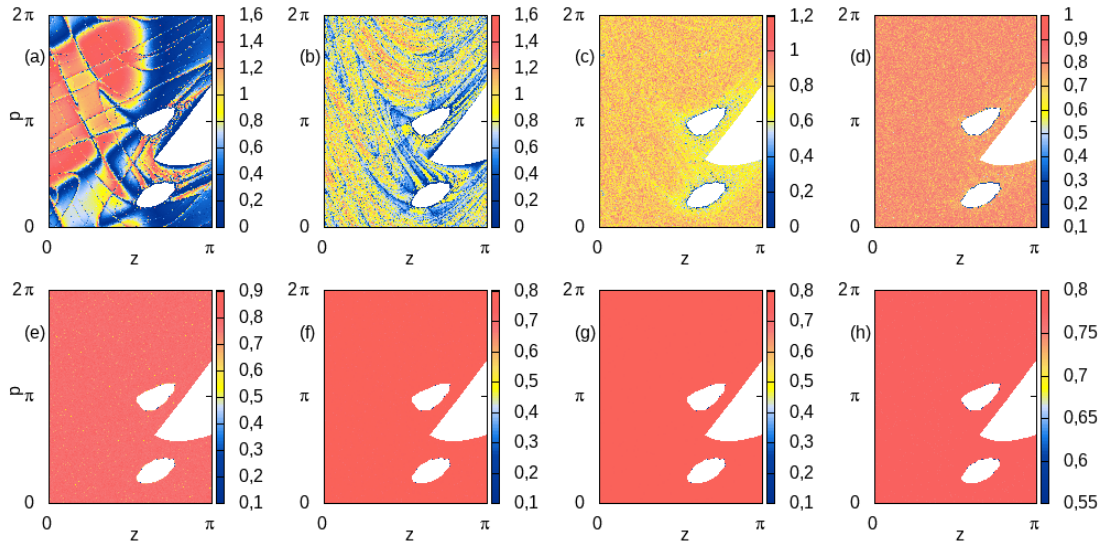 2π 1,6 2π 1,6 2π 1,2 2π 1
(a) 1,4 (b) 1,4 (c) 1 (d) 0,9
1,2 1,2 0,8
1 1 0,8 0,7
p π 0,8 π 0,8 π 0,6 π 0,6
0,6 0,6 0,4 0,5
0,4 0,4 0,4
0,2 0,2 0,2 0,3
0,2
0 0 0 0 0 0 0 0,1
0 z π 0 z π 0 z π 0 z π
2π 0,9 2π 0,8 2π 0,8 2π 0,8
(e) 0,8 (f) 0,7 (g) 0,7 (h) 0,75
0,7 0,6 0,6
0,6 0,5 0,5 0,7
p π 0,5 π π π
0,4 0,4 0,4 0,65
0,3 0,3 0,3 0,6
0,2 0,2 0,2
0 0,1 0 0,1 0 0,1 0 0,55
0 z π 0 z π 0 z π 0 z π